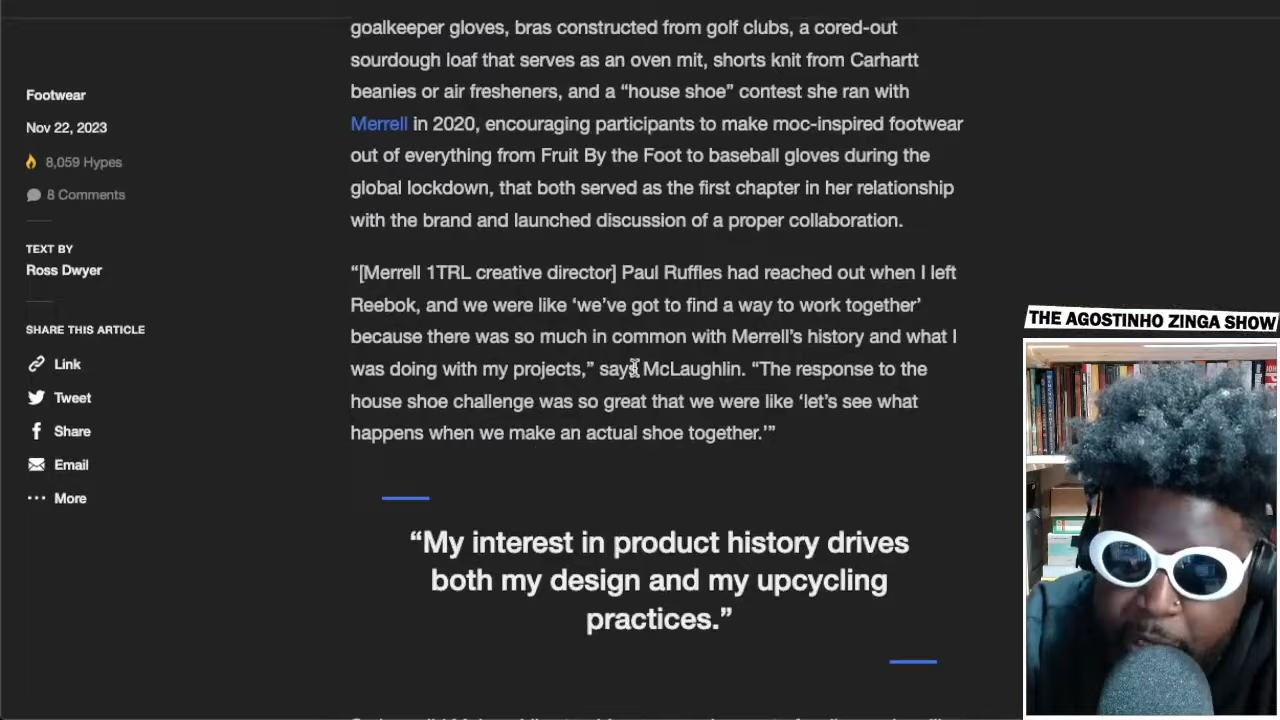 goalkeeper gloves, bras constructed from golf clubs, a cored-out
sourdough loaf that serves as an oven mit, shorts knit from Carhartt
beanies or air fresheners, and a “house shoe” contest she ran with
Merrell in 2020, encouraging participants to make moc-inspired footwear
out of everything from Fruit By the Foot to baseball gloves during the
global lockdown, that both served as the first chapter in her relationship
with the brand and launched discussion of a proper collaboration.
“[Merrell 1TRL creative director] Paul Ruffles had reached out when I left
Reebok, and we were like ‘we’ve got to find a way to work together’
because there was so much in common with Merrell’s history and what I
was doing with my projects,” says McLaughlin. “The response to the
house shoe challenge was so great that we were like ‘let’s see what
happens when we make an actual shoe together.’”
“My interest in product history drives
both my design and my upcycling
practices.”
Footwear
Nov 22, 2023
8,059 Hypes
8 Comments
TEXT BY
Ross Dwyer
SHARE THIS ARTICLE
Link
Tweet
Share
Email
More
THE AGOSTINHO ZINGA SHOW